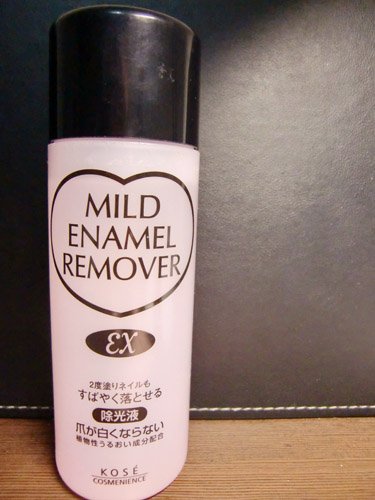 MILD
ENAMEL
REMOVER
EX
2度塗りネイルも
すばやく落とせる
除光液
爪が白くならない
植物性うるおい成分配合
KOSÉ
COSMENIENCE